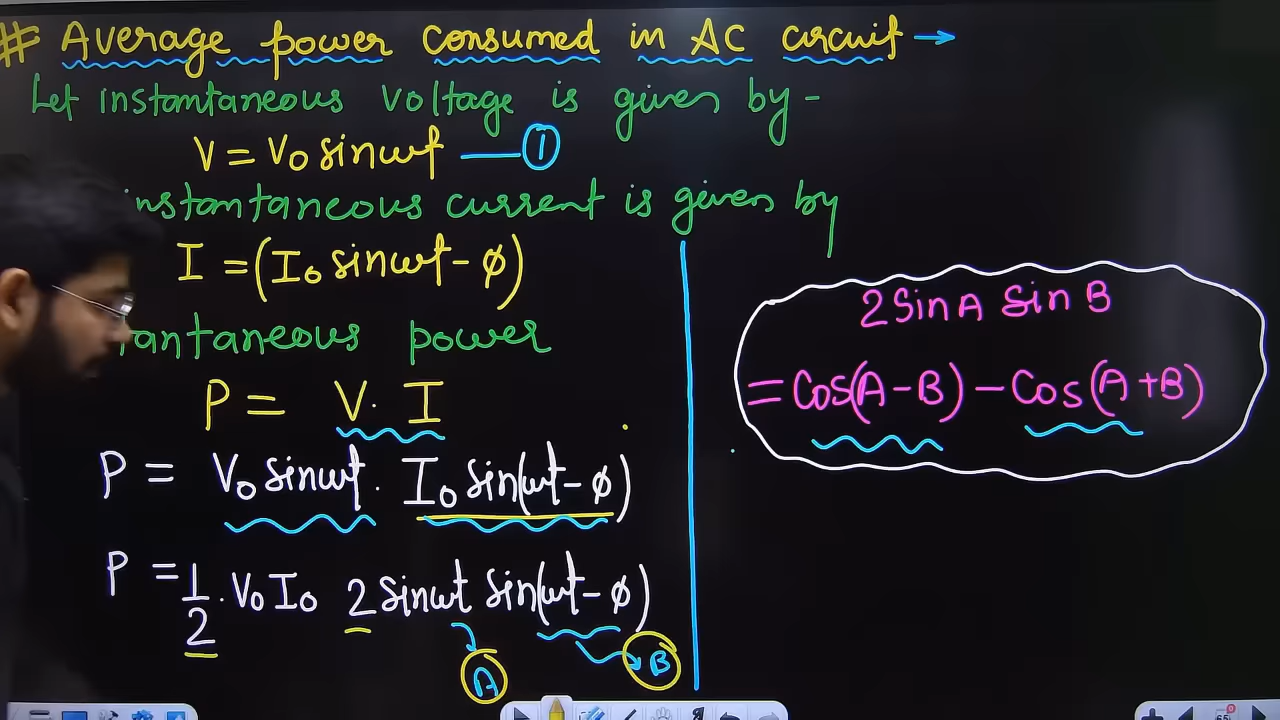 # Average power consumed in AC circuit →
Let instantaneous voltage is given by -
V = V₀ sinωt — ①
instantaneous current is given by
I = (I₀ sinωt - ø)
tantaneous power
P = V . I
P = V₀ sinωt . I₀ sin(ωt - ø)
P = 1/2 . V₀ I₀ 2 sinωt sin(ωt - ø)
A B
2 Sin A Sin B
= Cos(A - B) - Cos(A + B)